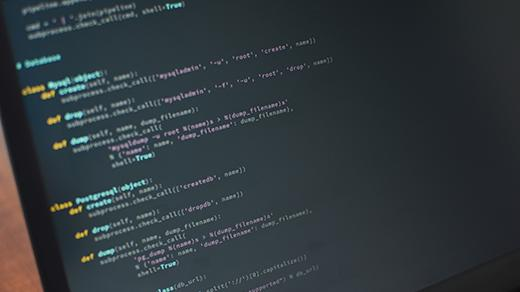 pipeline.appe
cmd = " | ".join(pipeline)
subprocess.check_call(cmd, shell=True)
# Database
class Mysql(object):
def create(self, name):
subprocess.check_call(['mysqladmin', '-u', 'root', 'create', name])
def drop(self, name):
subprocess.check_call(['mysqladmin', '-f', '-u', 'root', 'drop', name])
def dump(self, name, dump_filename):
subprocess.check_call(
'mysqldump -u root %(name)s > %(dump_filename)s'
% {'name': name, 'dump_filename': dump_filename},
shell=True)
class Postgresql(object):
def create(self, name):
subprocess.check_call(['createdb', name])
def drop(self, name):
subprocess.check_call(['dropdb', name])
def dump(self, name, dump_filename):
subprocess.check_call(
'pg_dump %(name)s > %(dump_filename)s'
% {'name': name, 'dump_filename': dump_filename},
shell=True)
class(db_url):
split("://")[0].capitalize()
supported") % db_url)